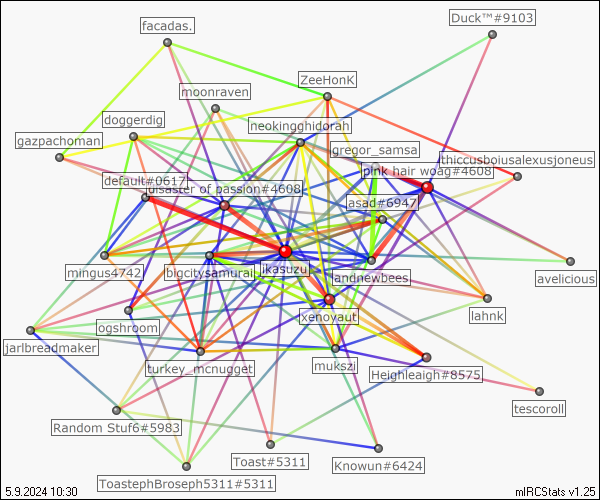 Duck™#9103
facadas.
ZeeHonK
moonraven
doggerdig
neokingghidorah
gregor_samsa
gazpachoman
thiccusboiusalexusjoneus
pink hair woag#4608
default#0617
disaster of passion#4608
asad#6947
mingus4742
bigcitysamurai
ikasuzu
landnewbees
avelicious
lahnk
ogshroom
xenoyaut
jarlbreadmaker
turkey_mcnugget
mukszi
Heighleaigh#8575
tescoroll
Random Stuf6#5983
Toast#5311
Knowun#6424
ToastephBroseph5311#5311
5.9.2024 10:30
mIRCStats v1.25